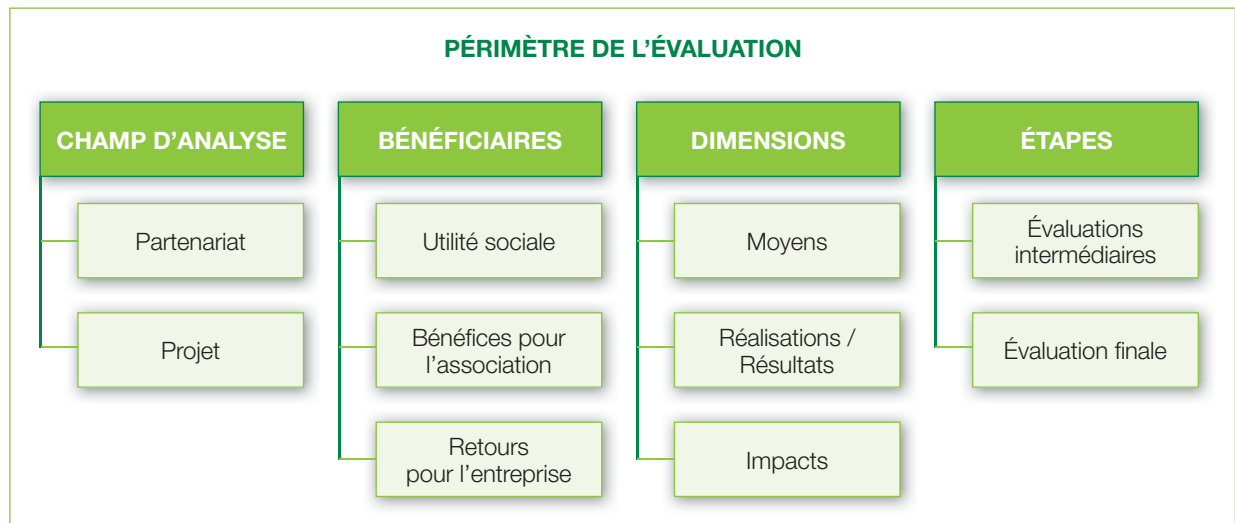 PÉRIMÈTRE DE L’ÉVALUATION
CHAMP D’ANALYSE
Partenariat
Projet
BÉNÉFICIAIRES
Utilité sociale
Bénéfices pour
l’association
Retours
pour l’entreprise
DIMENSIONS
Moyens
Réalisations /
Résultats
Impacts
ÉTAPES
Évaluations
intermédiaires
Évaluation finale